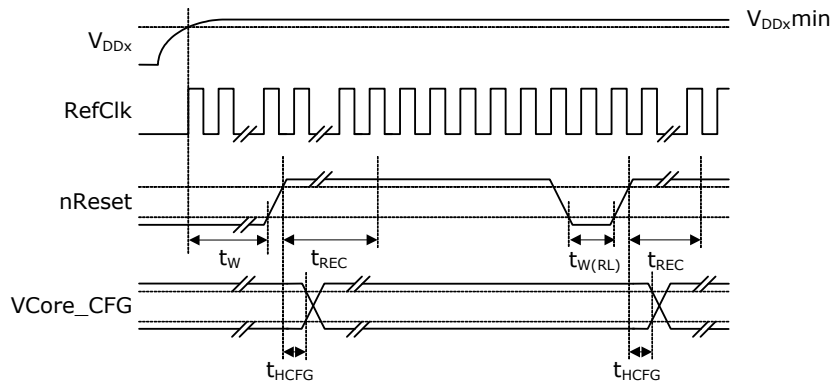 VDDx
VDDxmin
RefClk
nReset
tW
tREC
tW(RL)
tREC
VCore_CFG
tHCFG
tHCFG